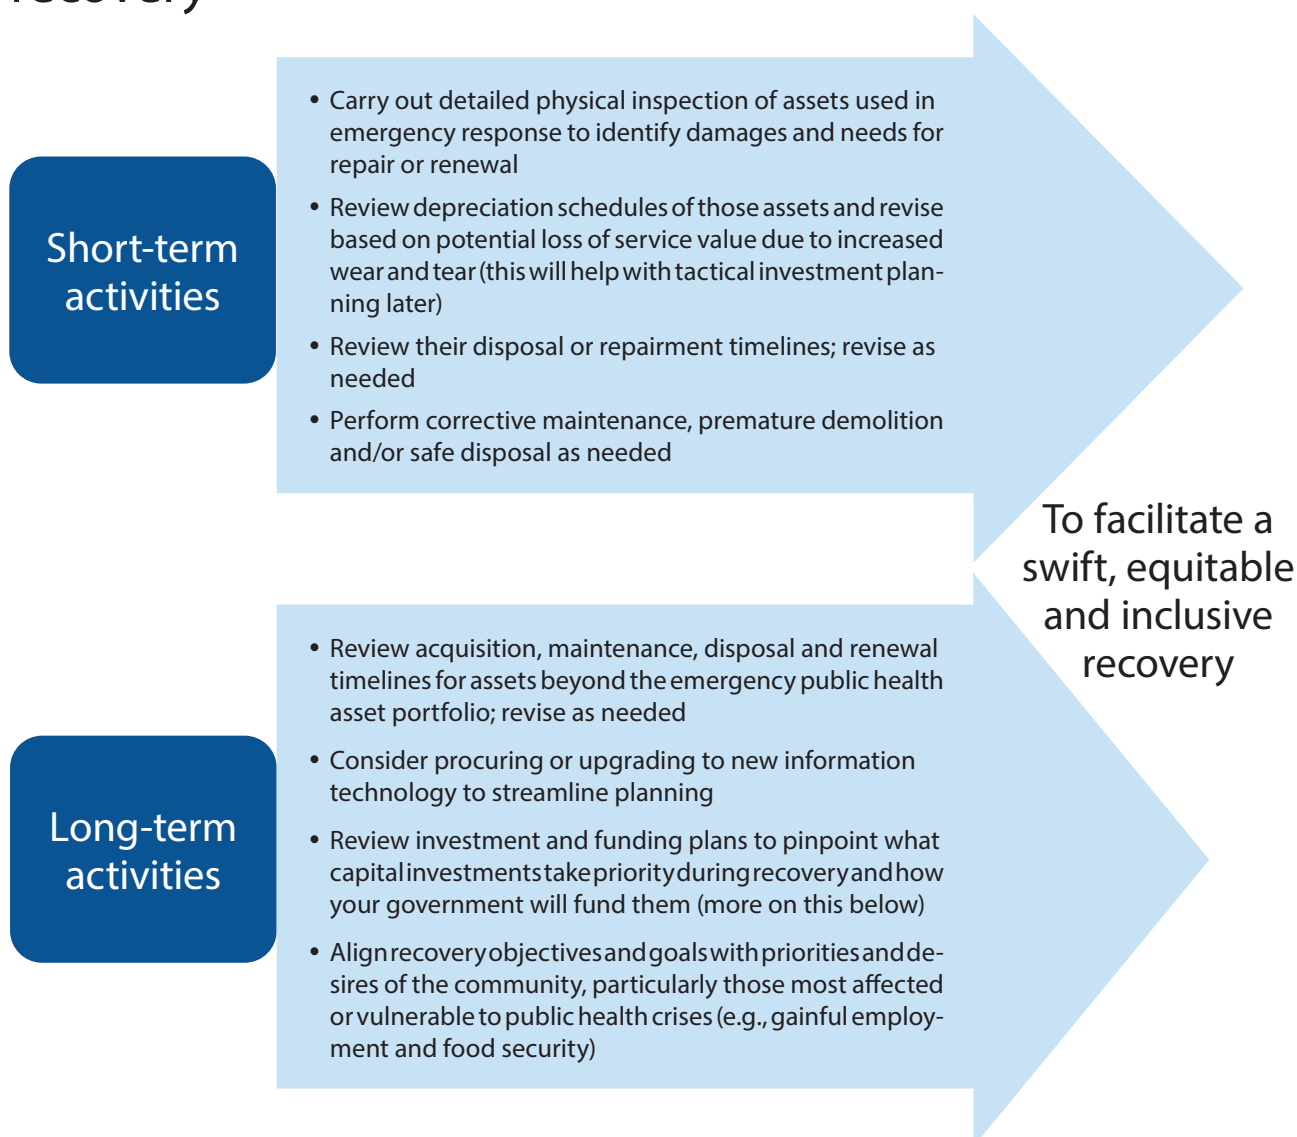 recovery
Short-term
activities
• Carry out detailed physical inspection of assets used in
emergency response to identify damages and needs for
repair or renewal
• Review depreciation schedules of those assets and revise
based on potential loss of service value due to increased
wear and tear (this will help with tactical investment plan-
ning later)
• Review their disposal or repairment timelines; revise as
needed
• Perform corrective maintenance, premature demolition
and/or safe disposal as needed
Long-term
activities
• Review acquisition, maintenance, disposal and renewal
timelines for assets beyond the emergency public health
asset portfolio; revise as needed
• Consider procuring or upgrading to new information
technology to streamline planning
• Review investment and funding plans to pinpoint what
capital investments take priority during recovery and how
your government will fund them (more on this below)
• Align recovery objectives and goals with priorities and de-
sires of the community, particularly those most affected
or vulnerable to public health crises (e.g., gainful employ-
ment and food security)
To facilitate a
swift, equitable
and inclusive
recovery